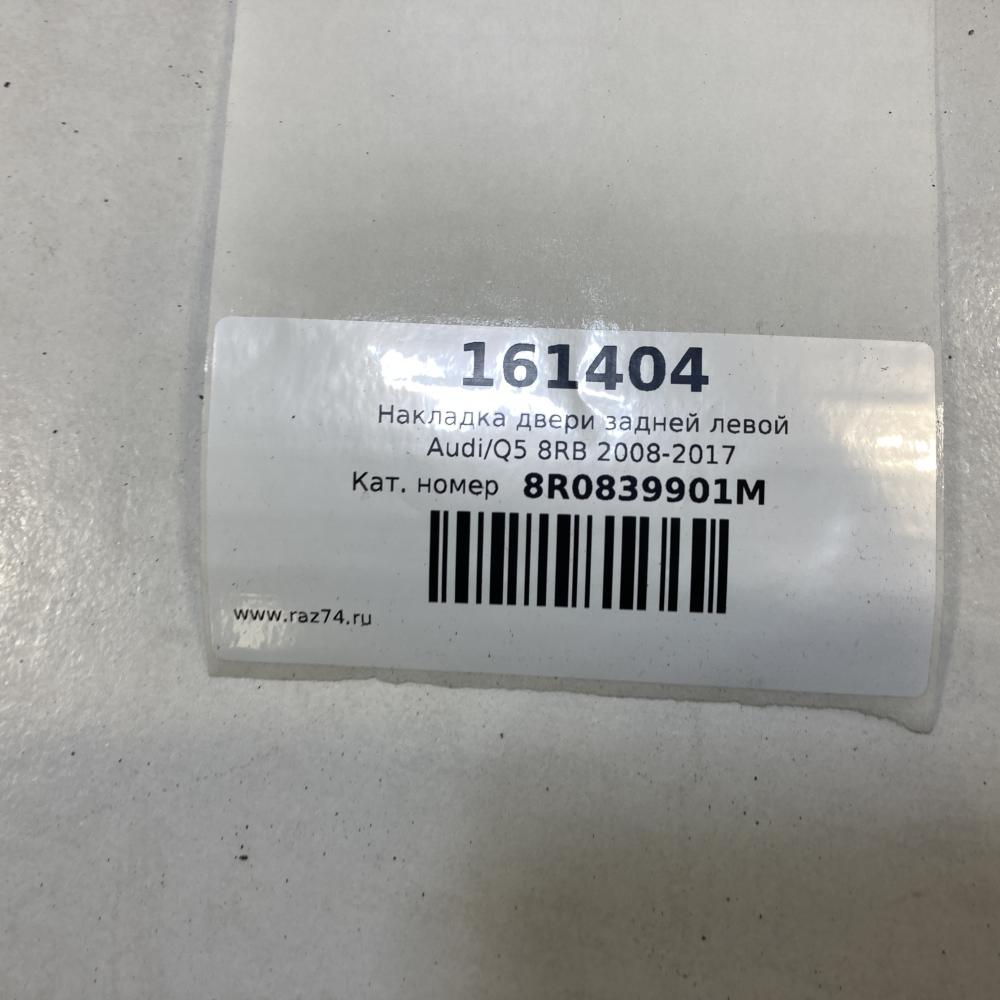 161404
Накладка двери задней левой
Audi/Q5 8RB 2008-2017
Кат. номер 8R0839901M
www.raz74.ru